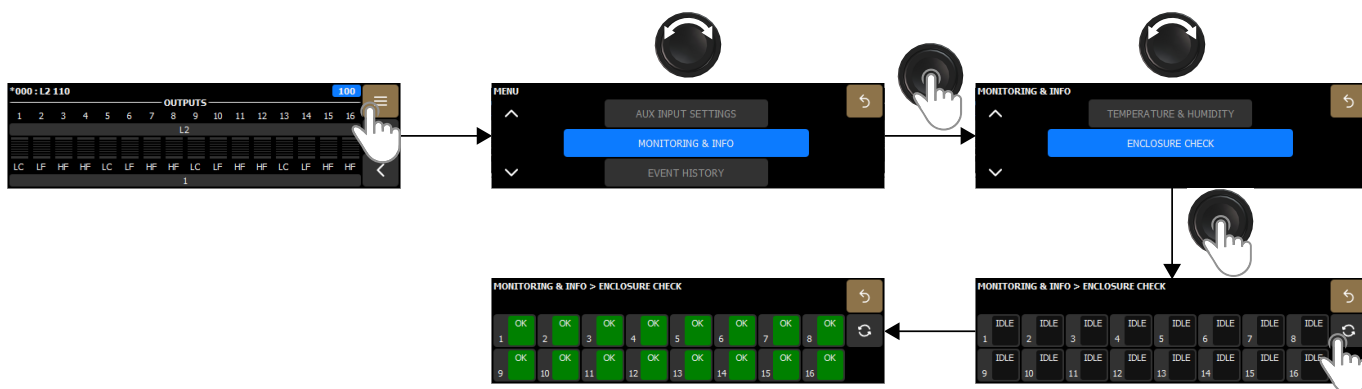 *000 : L2 110 100
OUTPUTS
1 2 3 4 5 6 7 8 9 10 11 12 13 14 15 16
L2
LC LF HF HF LC LF HF HF LC LF HF HF LC LF HF HF
1
MENU
AUX INPUT SETTINGS
MONITORING & INFO
EVENT HISTORY
MONITORING & INFO
TEMPERATURE & HUMIDITY
ENCLOSURE CHECK
MONITORING & INFO > ENCLOSURE CHECK
OK OK OK OK OK OK OK OK
1 2 3 4 5 6 7 8
OK OK OK OK OK OK OK OK
9 10 11 12 13 14 15 16
MONITORING & INFO > ENCLOSURE CHECK
IDLE IDLE IDLE IDLE IDLE IDLE IDLE IDLE
1 2 3 4 5 6 7 8
IDLE IDLE IDLE IDLE IDLE IDLE IDLE IDLE
9 10 11 12 13 14 15 16